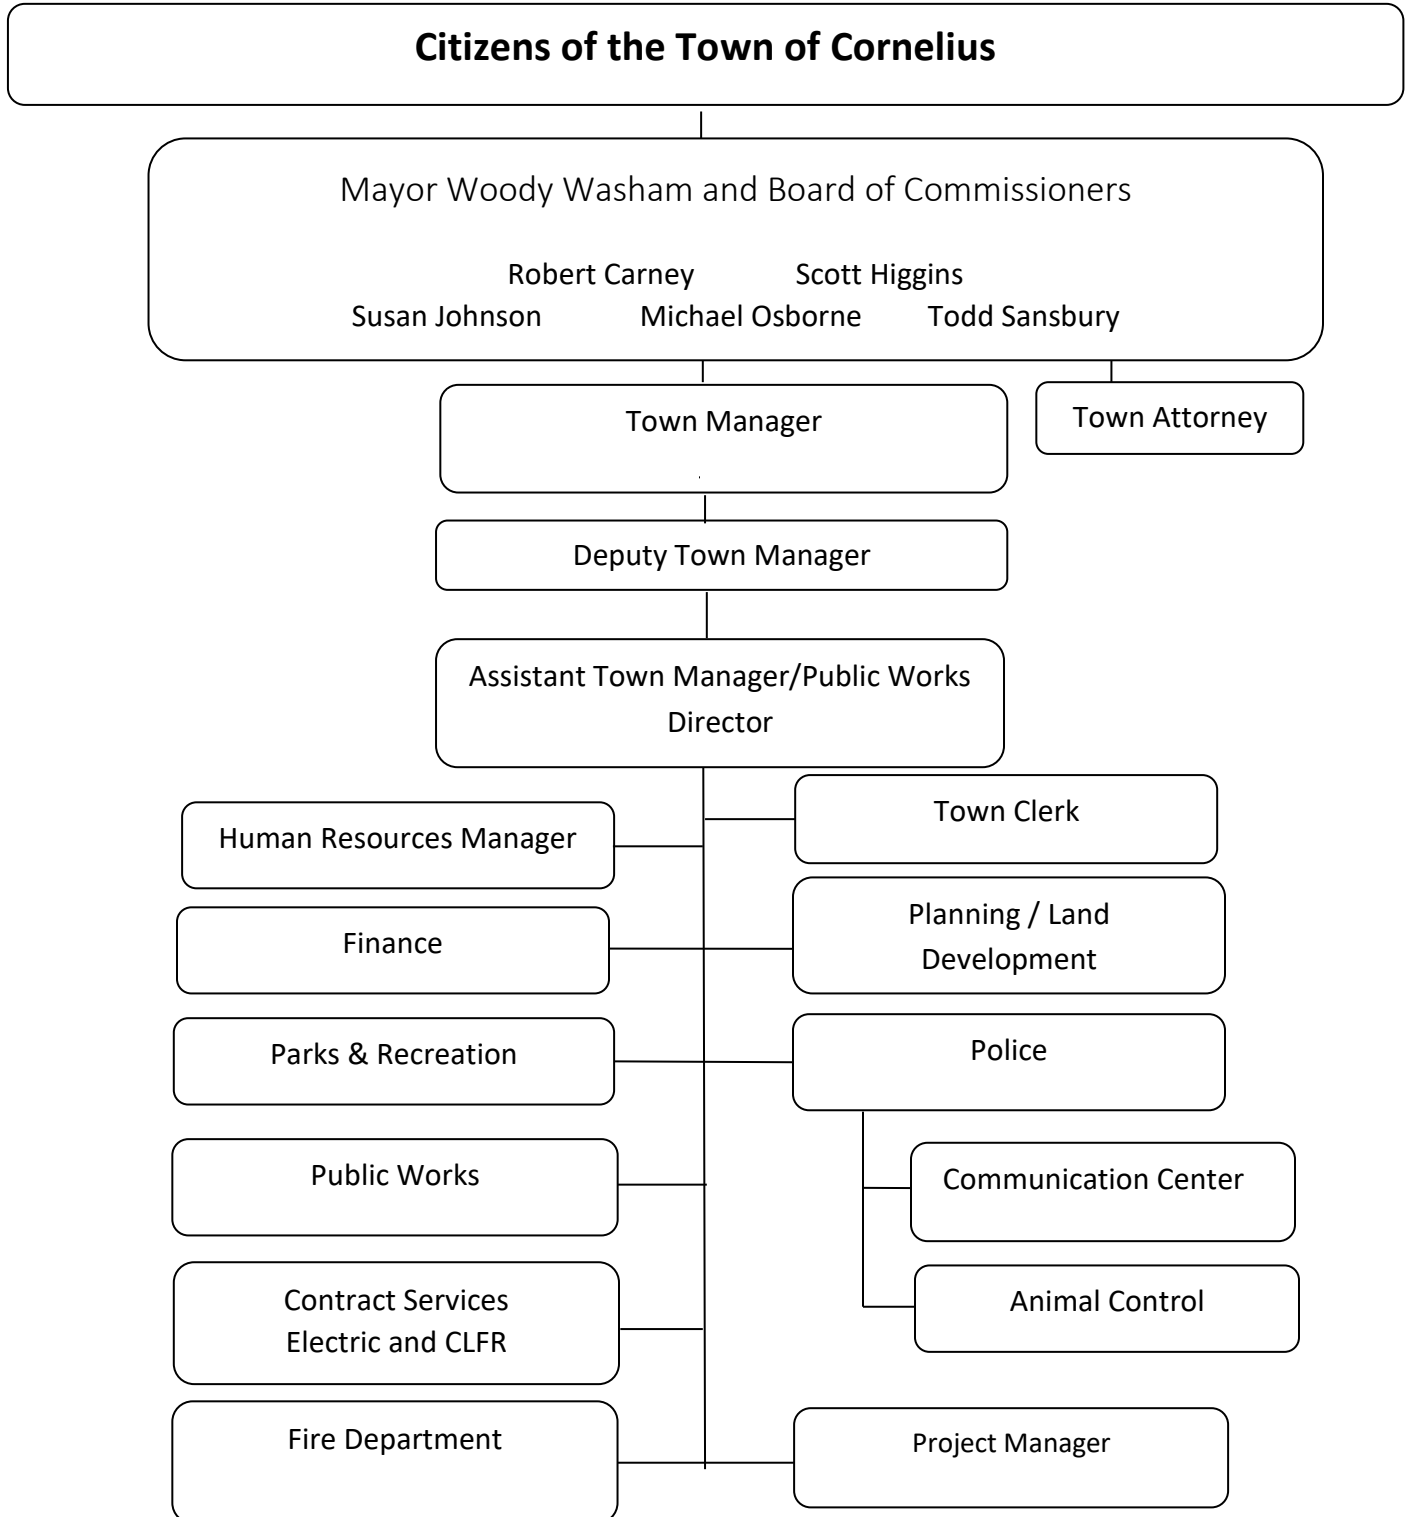 Citizens of the Town of Cornelius
Mayor Woody Washam and Board of Commissioners
Robert Carney Scott Higgins
Susan Johnson Michael Osborne Todd Sansbury
Town Manager
.
Town Attorney
Deputy Town Manager
Assistant Town Manager/Public Works
Director
Human Resources Manager
Town Clerk
Finance
Planning / Land
Development
Parks & Recreation
Police
Public Works
Communication Center
Contract Services
Electric and CLFR
Animal Control
Fire Department
Project Manager